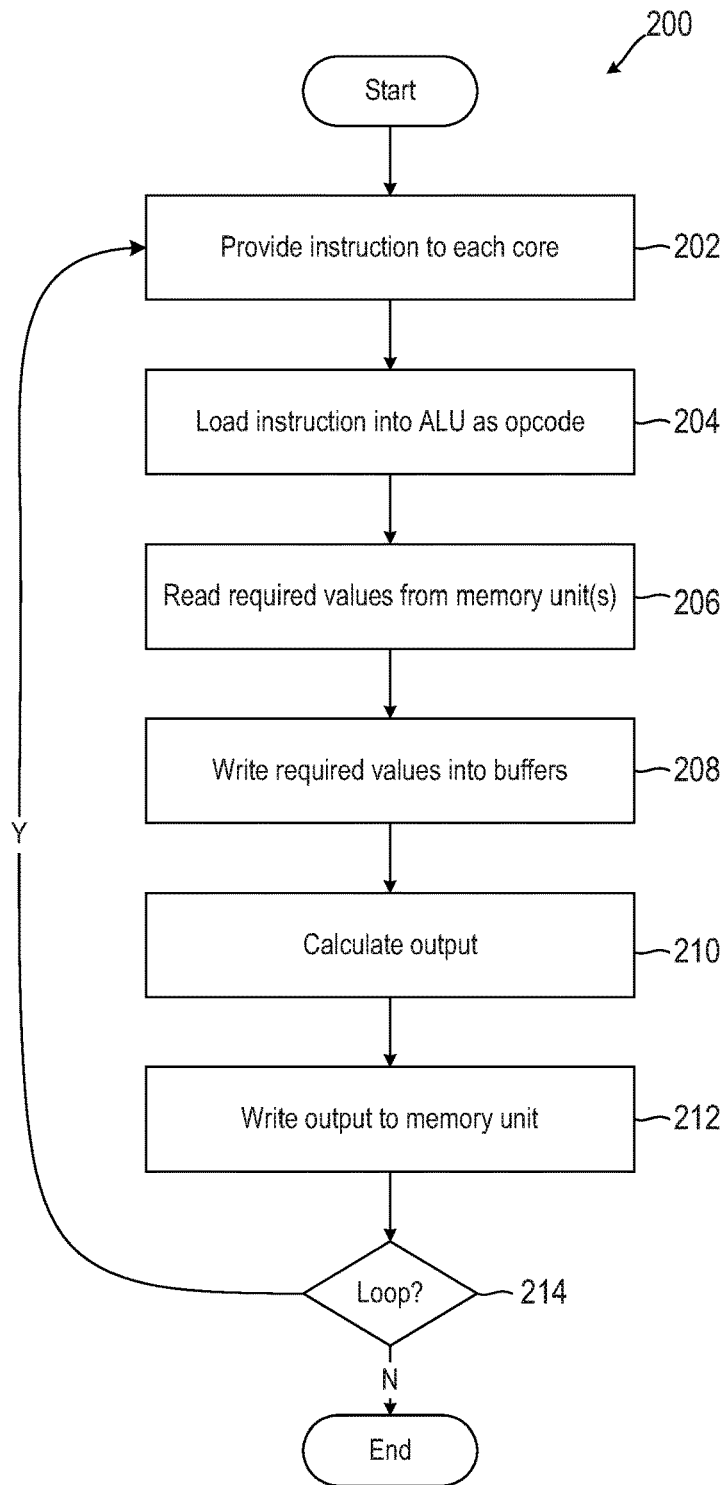 200
Start
Provide instruction to each core
202
Load instruction into ALU as opcode
204
Read required values from memory unit(s)
206
Write required values into buffers
208
Y
Calculate output
210
Write output to memory unit
212
Loop?
214
N
End